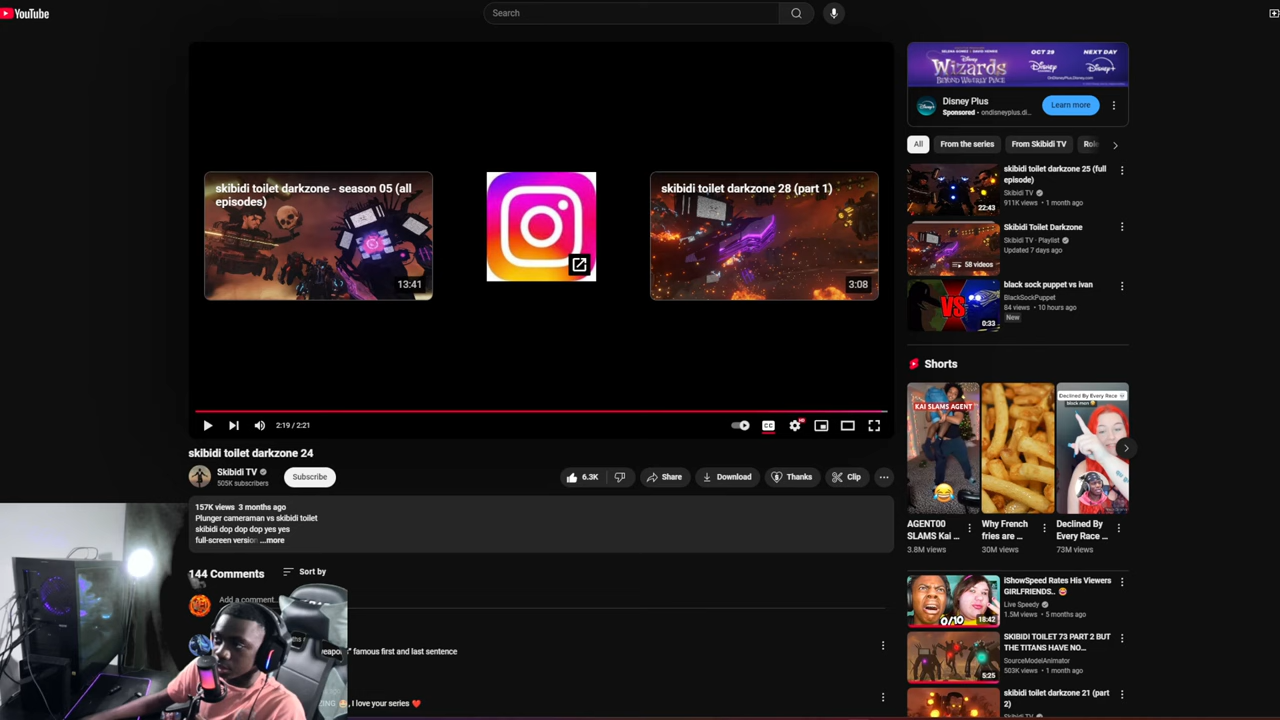 YouTube
Search
skibidi toilet darkzone - season 05 (all
episodes)
13:41
skibidi toilet darkzone 28 (part 1)
3:08
2:19 / 2:21
CC
HD
skibidi toilet darkzone 24
Skibidi TV
505K subscribers
Subscribe
6.3K
Share
Download
Thanks
Clip
157K views 3 months ago
Plunger cameraman vs skibidi toilet
skibidi dop dop dop yes yes
full-screen version ...more
144 Comments
Sort by
Add a comment...
weapon" famous first and last sentence
ZING 🤩, I love your series ❤️
Wizards
BEYOND WAVERLY PLACE
OCT 29
Disney
NEXT DAY
Disney+
Disney Plus
Sponsored • ondisneyplus.di...
Learn more
All
From the series
From Skibidi TV
skibidi toilet darkzone 25 (full
episode)
Skibidi TV
911K views • 1 month ago
22:43
Skibidi Toilet Darkzone
Skibidi TV · Playlist
Updated 7 days ago
58 videos
black sock puppet vs ivan
BlackSockPuppet
84 views • 10 hours ago
New
VS
0:33
Shorts
KAI SLAMS AGENT
Declined By Every Race
black men
AGENT00
SLAMS Kai ...
3.8M views
Why French
fries are ...
30M views
Declined By
Every Race ...
73M views
IShowSpeed Rates His Viewers
GIRLFRIENDS..
Live Speedy
1.5M views • 5 months ago
0/10
18:42
SKIBIDI TOILET 73 PART 2 BUT
THE TITANS HAVE NO...
SourceModelAnimator
503K views • 1 month ago
5:25
skibidi toilet darkzone 21 (part
2)